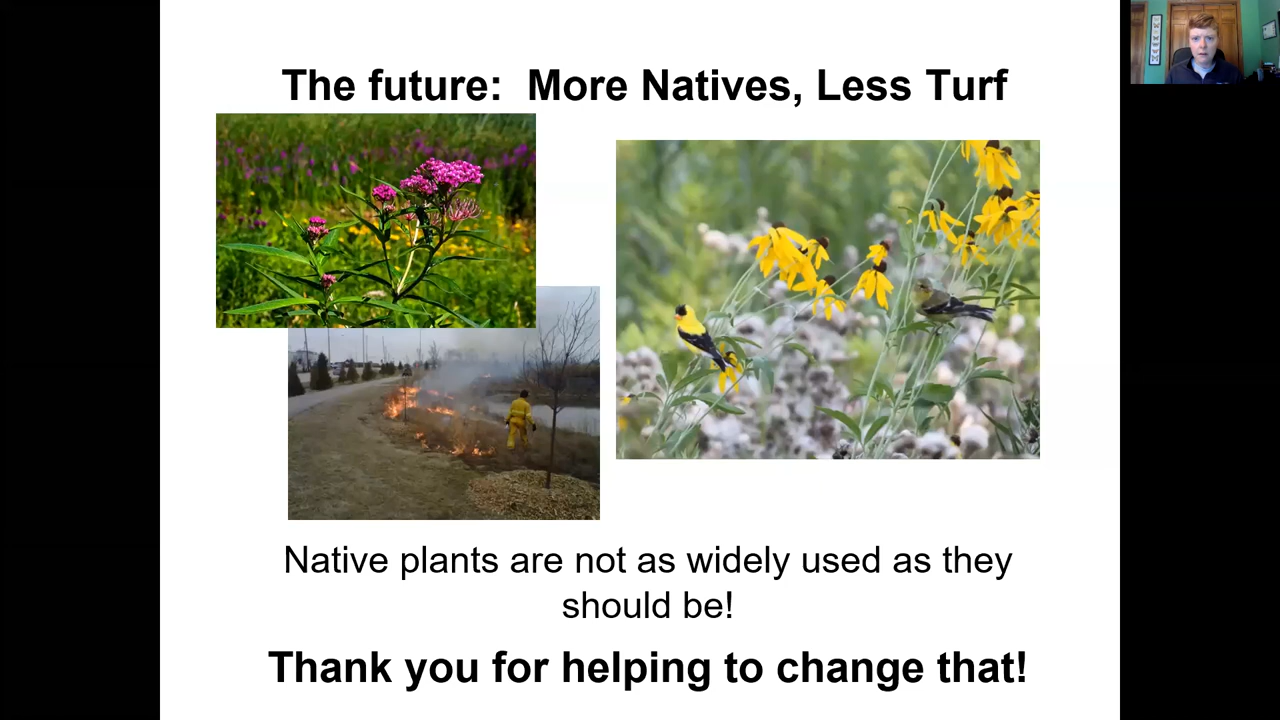 The future:  More Natives, Less Turf
Native plants are not as widely used as they
should be!
Thank you for helping to change that!